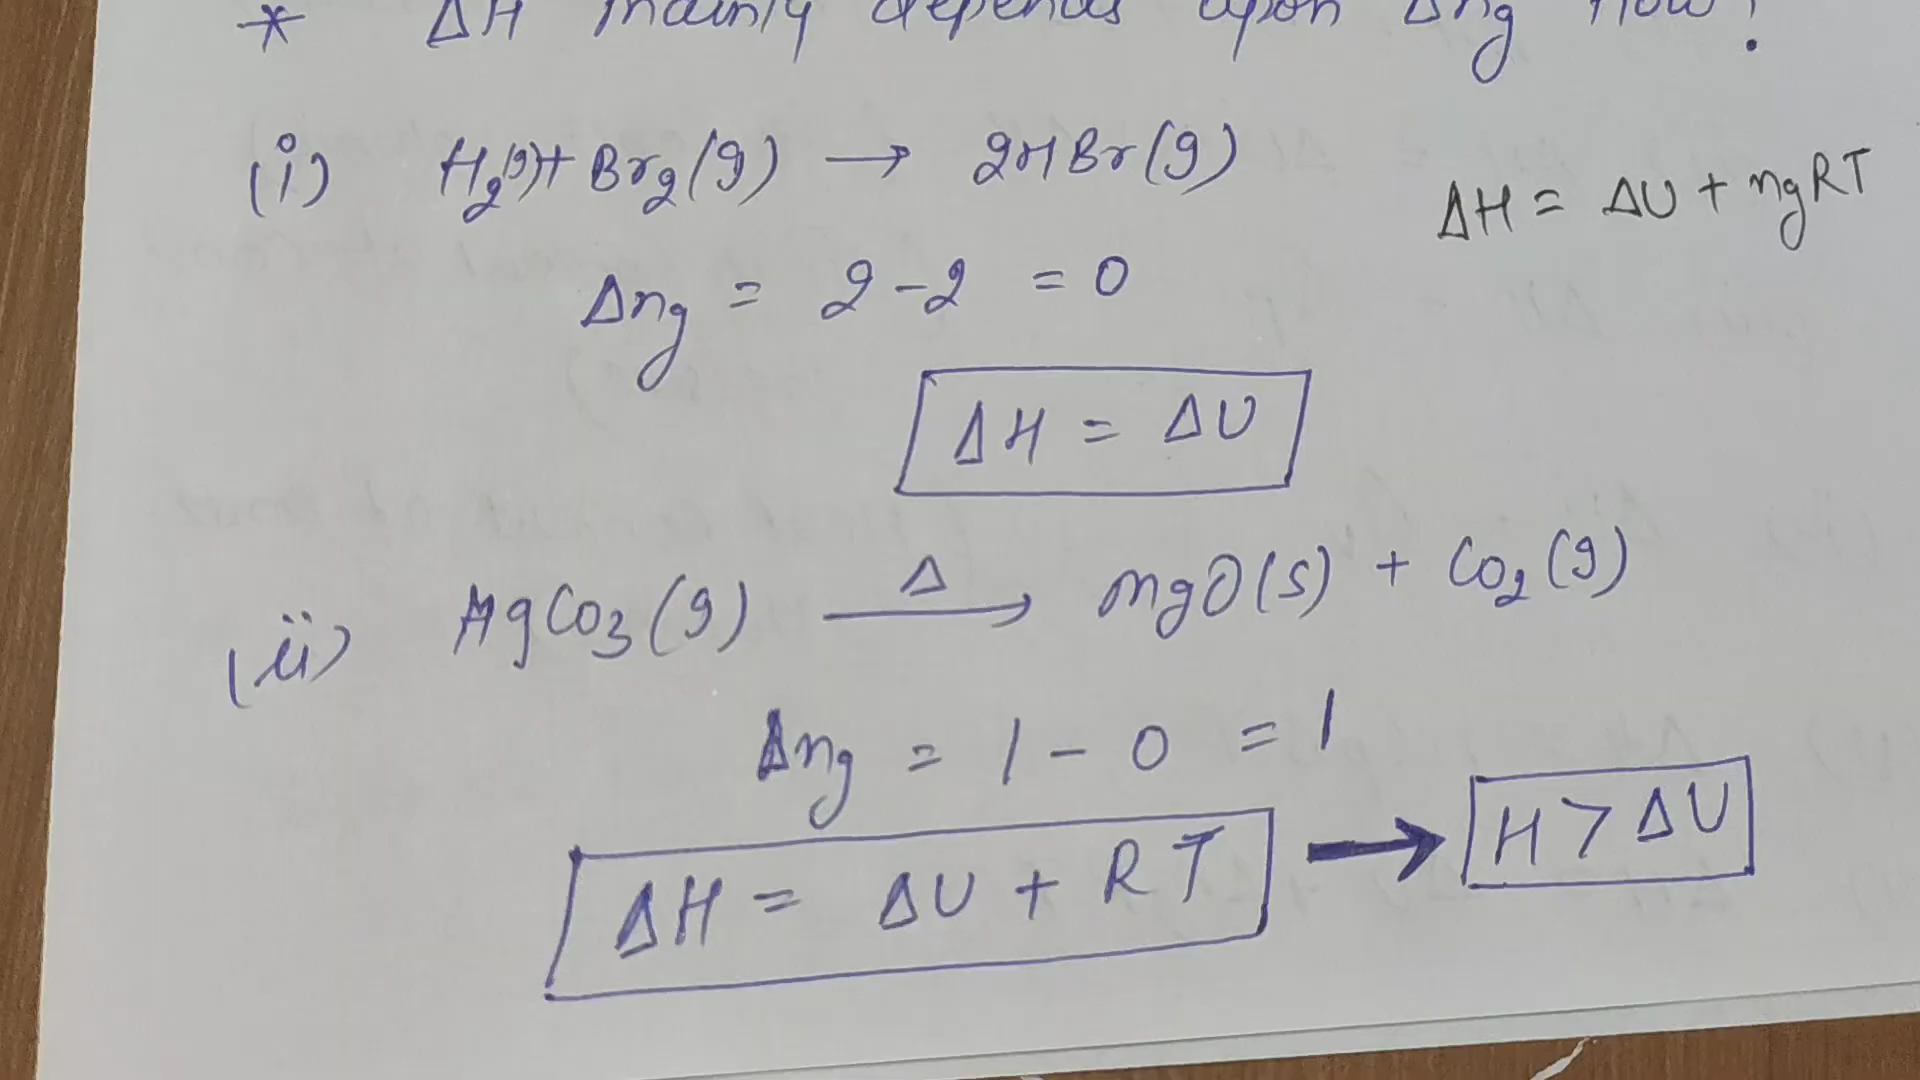 * ΔH mainly depends upon Δng How?
(i) H2(g)+ Br2(g) → 2HBr(g)
ΔH = ΔU + ngRT
Δng = 2-2 = 0
ΔH = ΔU
(ii) MgCO3(g) Δ→ mgO(s) + CO2(g)
Δng = 1 - 0 = 1
ΔH = ΔU + RT → H > ΔU